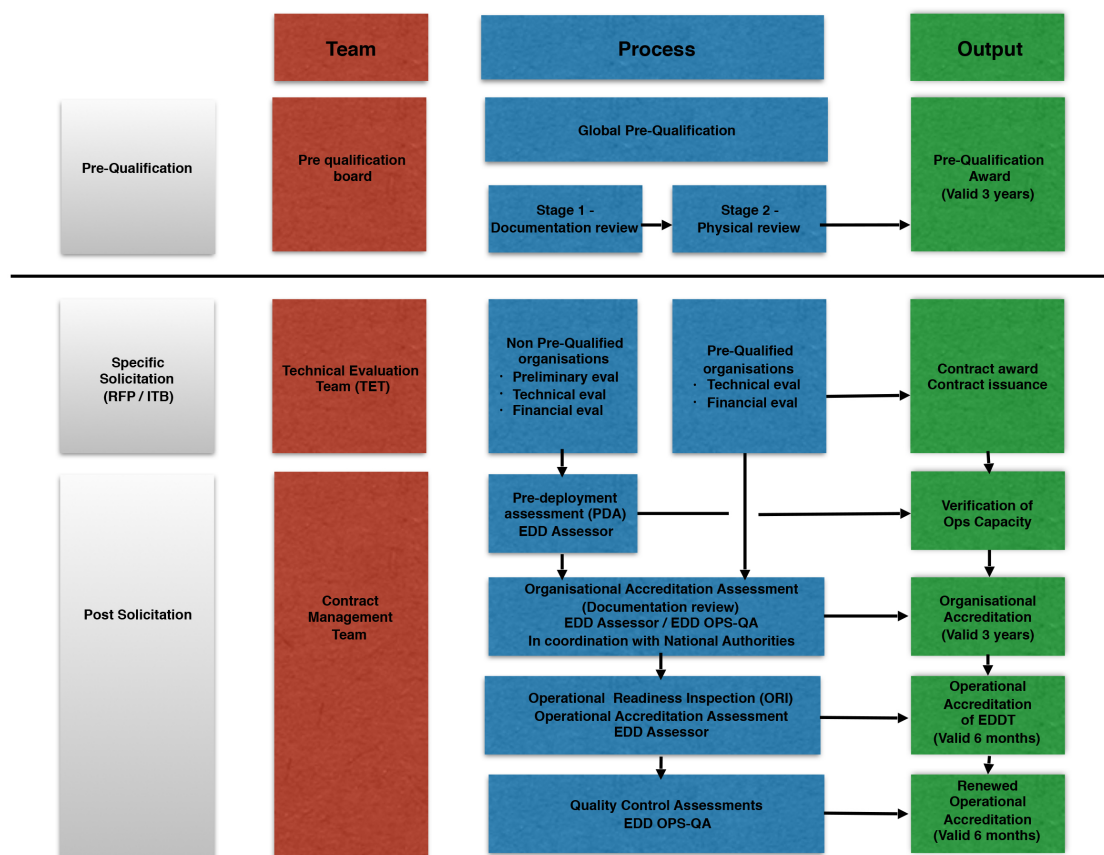 Team
Process
Output
Pre-Qualification
Pre qualification
board
Global Pre-Qualification
Stage 1 -
Documentation review
Stage 2 -
Physical review
Pre-Qualification
Award
(Valid 3 years)
Specific
Solicitation
(RFP / ITB)
Technical Evaluation
Team (TET)
Non Pre-Qualified
organisations
· Preliminary eval
· Technical eval
· Financial eval
Pre-Qualified
organisations
· Technical eval
· Financial eval
Contract award
Contract issuance
Post Solicitation
Contract
Management
Team
Pre-deployment
assessment (PDA)
EDD Assessor
Verification of
Ops Capacity
Organisational Accreditation Assessment
(Documentation review)
EDD Assessor / EDD OPS-QA
In coordination with National Authorities
Organisational
Accreditation
(Valid 3 years)
Operational Readiness Inspection (ORI)
Operational Accreditation Assessment
EDD Assessor
Operational
Accreditation
of EDDT
(Valid 6 months)
Quality Control Assessments
EDD OPS-QA
Renewed
Operational
Accreditation
(Valid 6 months)